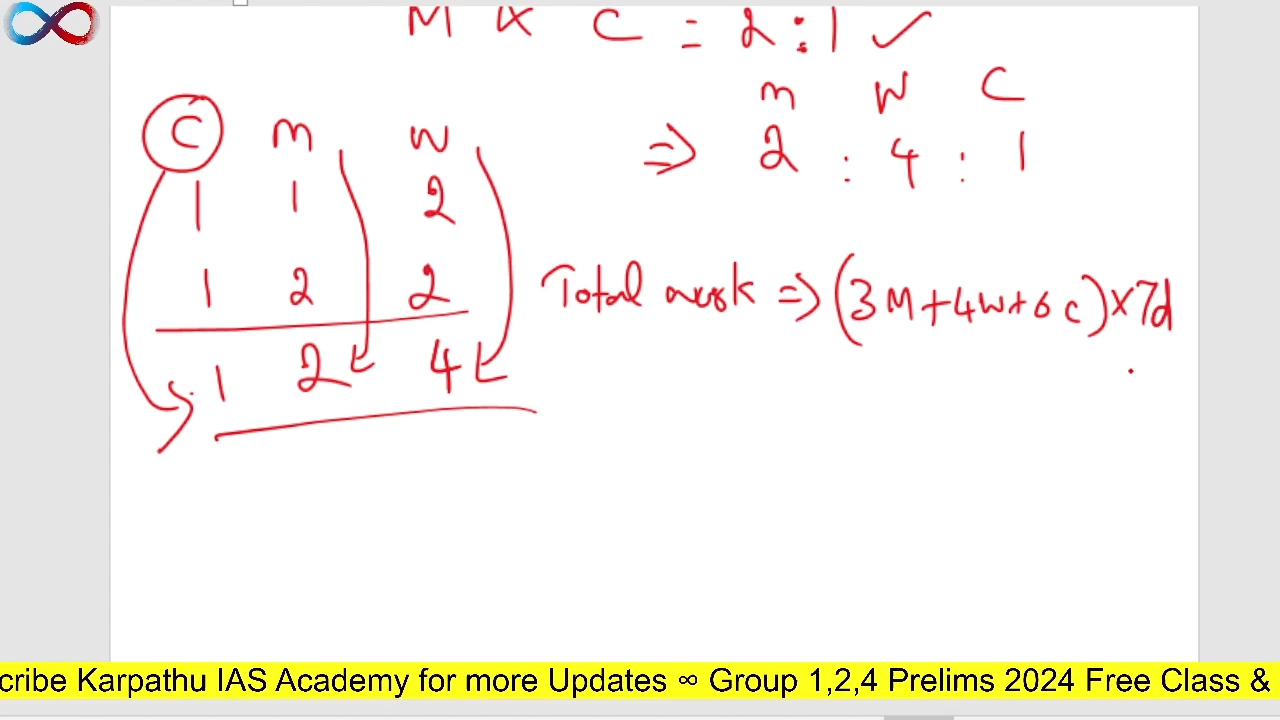 M & C = 2:1 ✓
M W C
⇒ 2 : 4 : 1
C M W
1 1 2
1 2 2
1 2 4
Total work ⇒ (3M+4W+6C)×7d
cribe Karpathu IAS Academy for more Updates ∞ Group 1,2,4 Prelims 2024 Free Class &